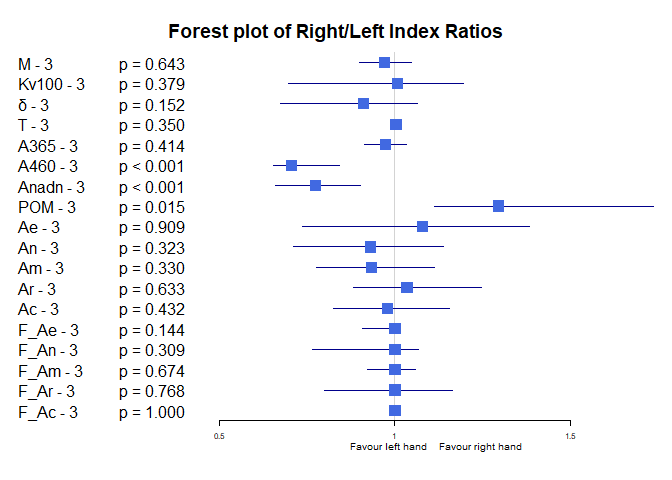 Forest plot of Right/Left Index Ratios
M - 3 p = 0.643
Kv100 - 3 p = 0.379
δ - 3 p = 0.152
T - 3 p = 0.350
A365 - 3 p = 0.414
A460 - 3 p < 0.001
Anadn - 3 p < 0.001
POM - 3 p = 0.015
Ae - 3 p = 0.909
An - 3 p = 0.323
Am - 3 p = 0.330
Ar - 3 p = 0.633
Ac - 3 p = 0.432
F_Ae - 3 p = 0.144
F_An - 3 p = 0.309
F_Am - 3 p = 0.674
F_Ar - 3 p = 0.768
F_Ac - 3 p = 1.000
0.5 1 1.5
Favour left hand Favour right hand